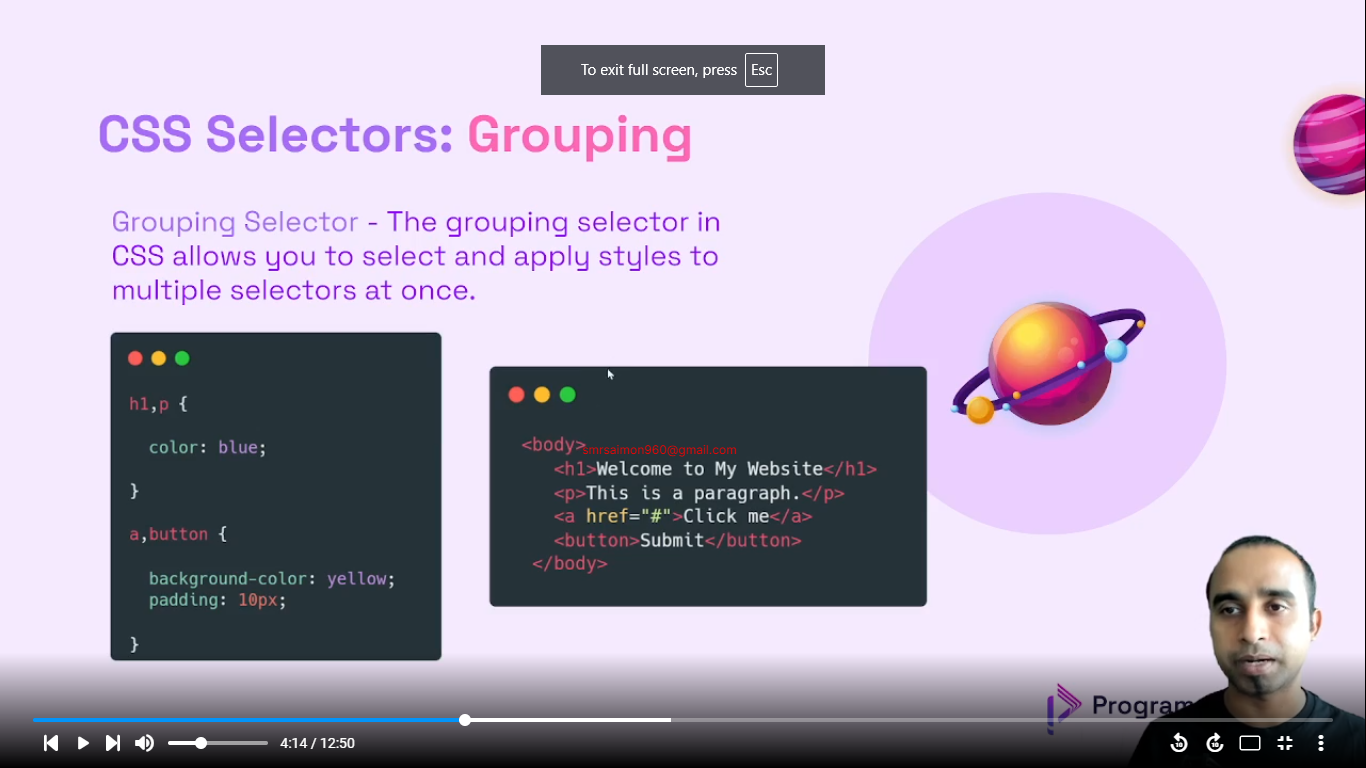 To exit full screen, press Esc
CSS Selectors: Grouping
Grouping Selector - The grouping selector in
CSS allows you to select and apply styles to
multiple selectors at once.
h1,p {
color: blue;
}
a,button {
background-color: yellow;
padding: 10px;
}
<body>
smrsaimon960@gmail.com
<h1>Welcome to My Website</h1>
<p>This is a paragraph.</p>
<a href="#">Click me</a>
<button>Submit</button>
</body>
Program
4:14 / 12:50
10
10